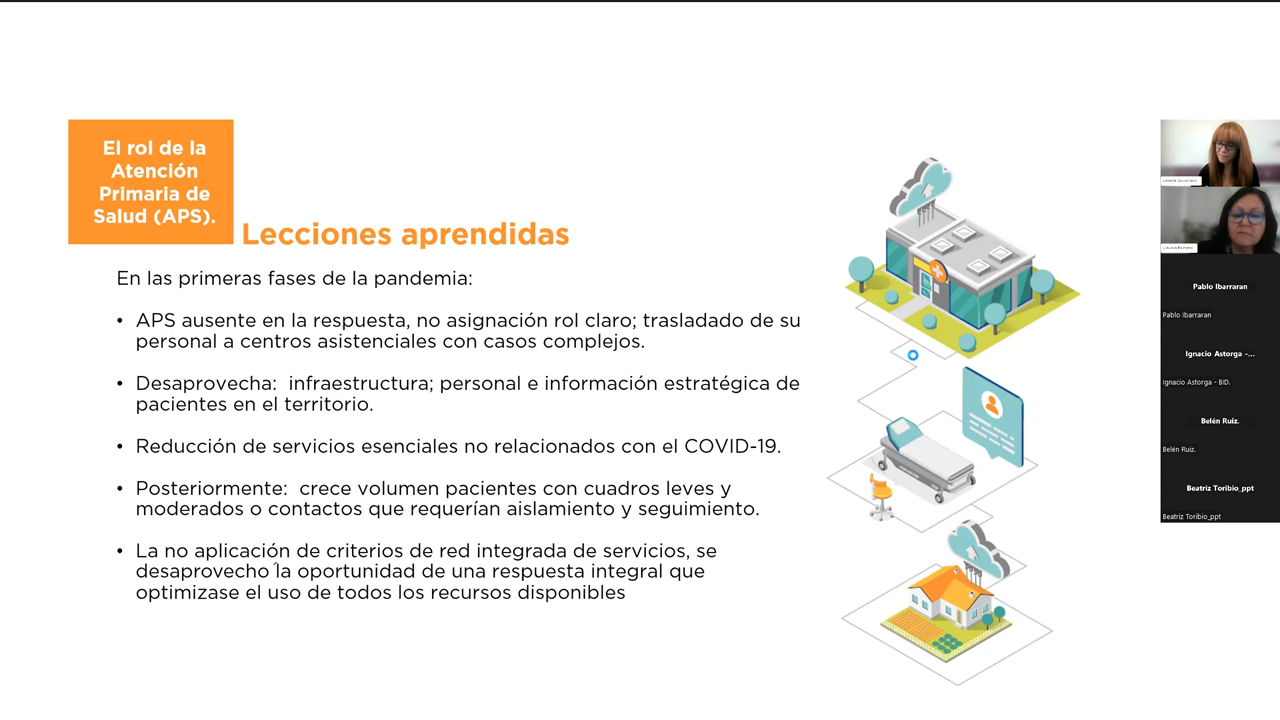 El rol de la
Atención
Primaria de
Salud (APS).
Lecciones aprendidas
En las primeras fases de la pandemia:
• APS ausente en la respuesta, no asignación rol claro; trasladado de su
personal a centros asistenciales con casos complejos.
• Desaprovecha:  infraestructura; personal e información estratégica de
pacientes en el territorio.
• Reducción de servicios esenciales no relacionados con el COVID-19.
• Posteriormente:  crece volumen pacientes con cuadros leves y
moderados o contactos que requerían aislamiento y seguimiento.
• La no aplicación de criterios de red integrada de servicios, se
desaprovecho ́la oportunidad de una respuesta integral que
optimizase el uso de todos los recursos disponibles
Pablo Ibarraran
Pablo Ibarraran
Ignacio Astorga -...
Ignacio Astorga - BID.
Belén Ruiz.
Belén Ruiz.
Beatriz Toribio_ppt
Beatriz Toribio_ppt